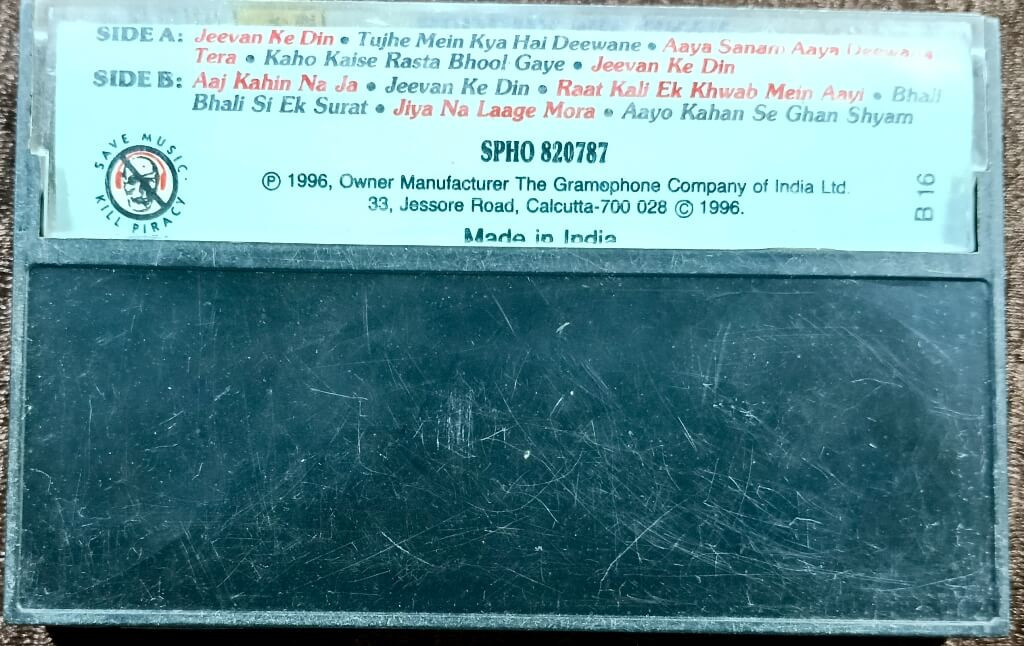 SIDE A: Jeevan Ke Din • Tujhe Mein Kya Hai Deewane • Aaya Sanam Aaya Deewana
Tera • Kaho Kaise Rasta Bhool Gaye • Jeevan Ke Din
SIDE B: Aaj Kahin Na Ja • Jeevan Ke Din • Raat Kali Ek Khwab Mein Aayi • Bhali
Bhali Si Ek Surat • Jiya Na Laage Mora • Aayo Kahan Se Ghan Shyam
SAVE MUSIC.
KILL PIRACY
SPHO 820787
Ⓟ 1996, Owner Manufacturer The Gramophone Company of India Ltd.
33, Jessore Road, Calcutta-700 028 © 1996.
Made in India
B 16